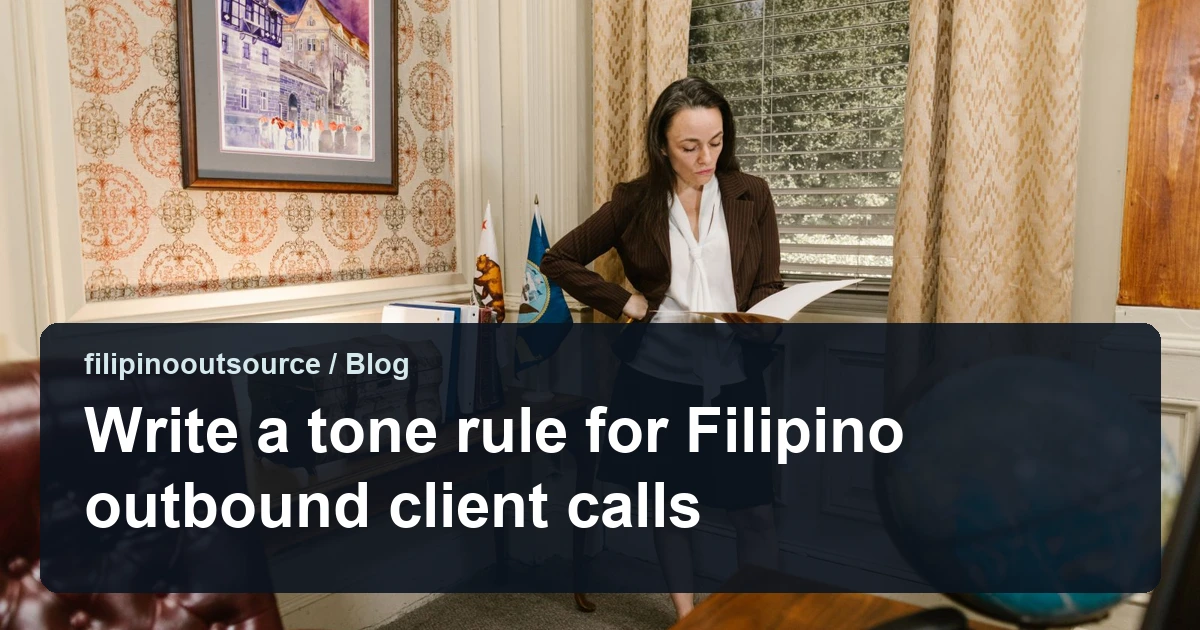 filipinooutsource / Blog
Write a tone rule for Filipino
outbound client calls